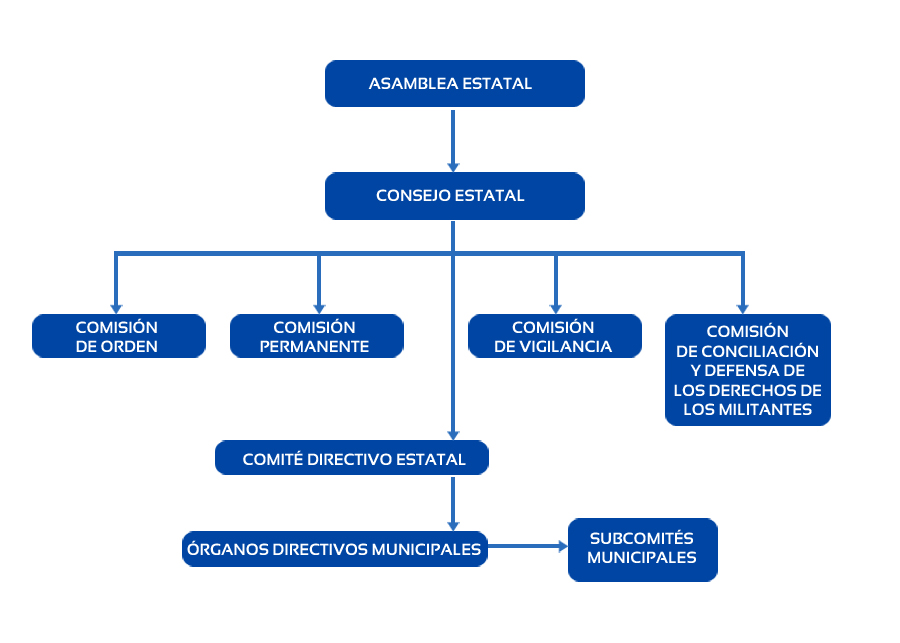 ASAMBLEA ESTATAL
CONSEJO ESTATAL
COMISIÓN
DE ORDEN
COMISIÓN
PERMANENTE
COMISIÓN
DE VIGILANCIA
COMISIÓN
DE CONCILIACIÓN
Y DEFENSA DE
LOS DERECHOS DE
LOS MILITANTES
COMITÉ DIRECTIVO ESTATAL
ÓRGANOS DIRECTIVOS MUNICIPALES
SUBCOMITÉS
MUNICIPALES